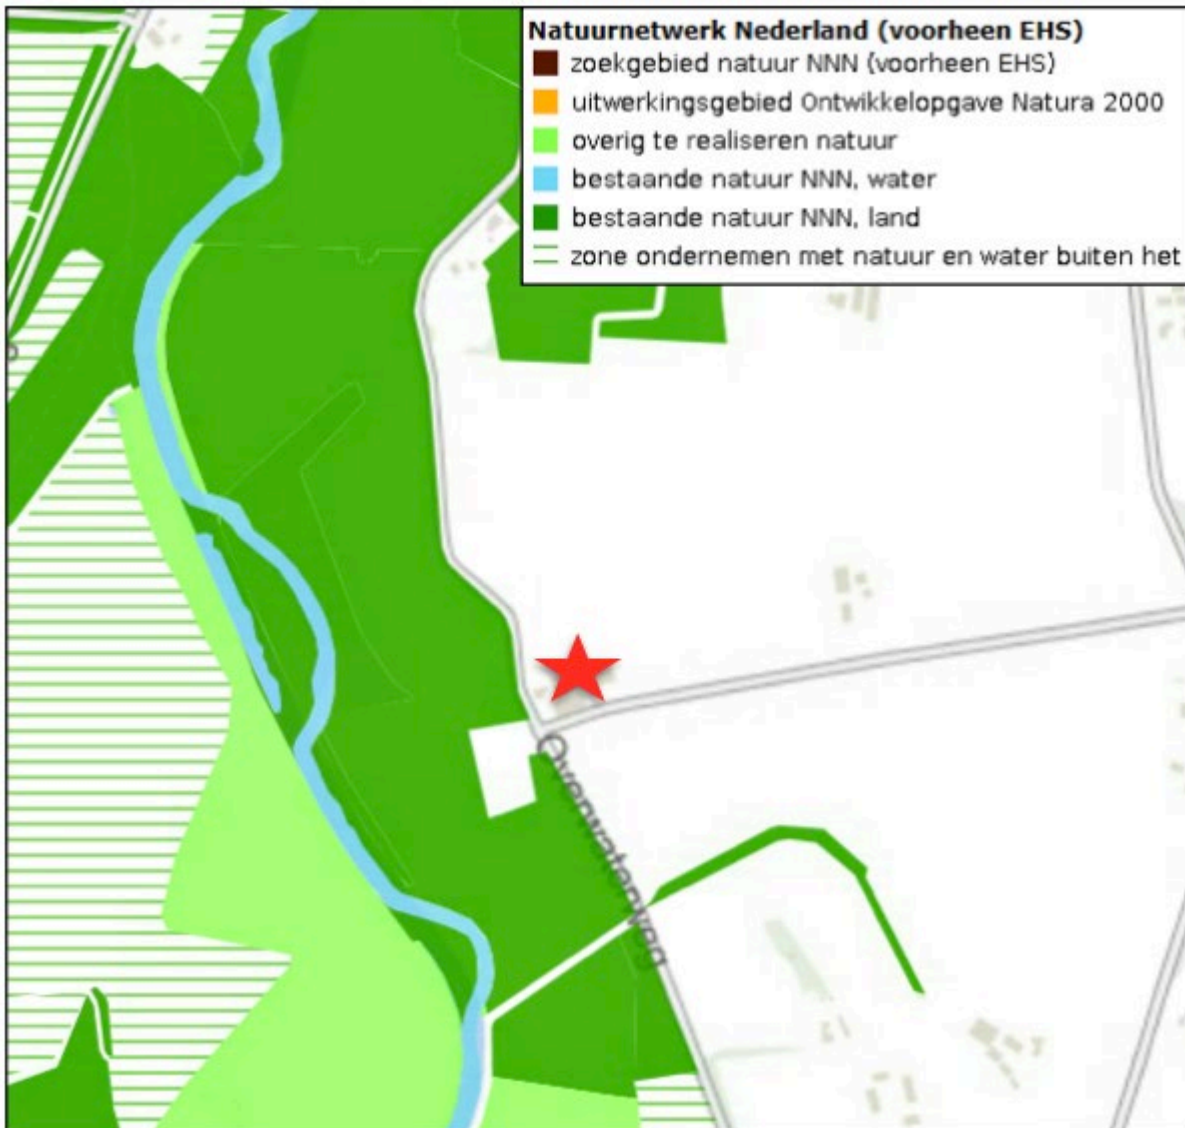 Natuurnetwerk Nederland (voorheen EHS)
zoekgebied natuur NNN (voorheen EHS)
uitwerkingsgebied Ontwikkelopgave Natura 2000
overig te realiseren natuur
bestaande natuur NNN, water
bestaande natuur NNN, land
zone ondernemen met natuur en water buiten het
Overwaterweg